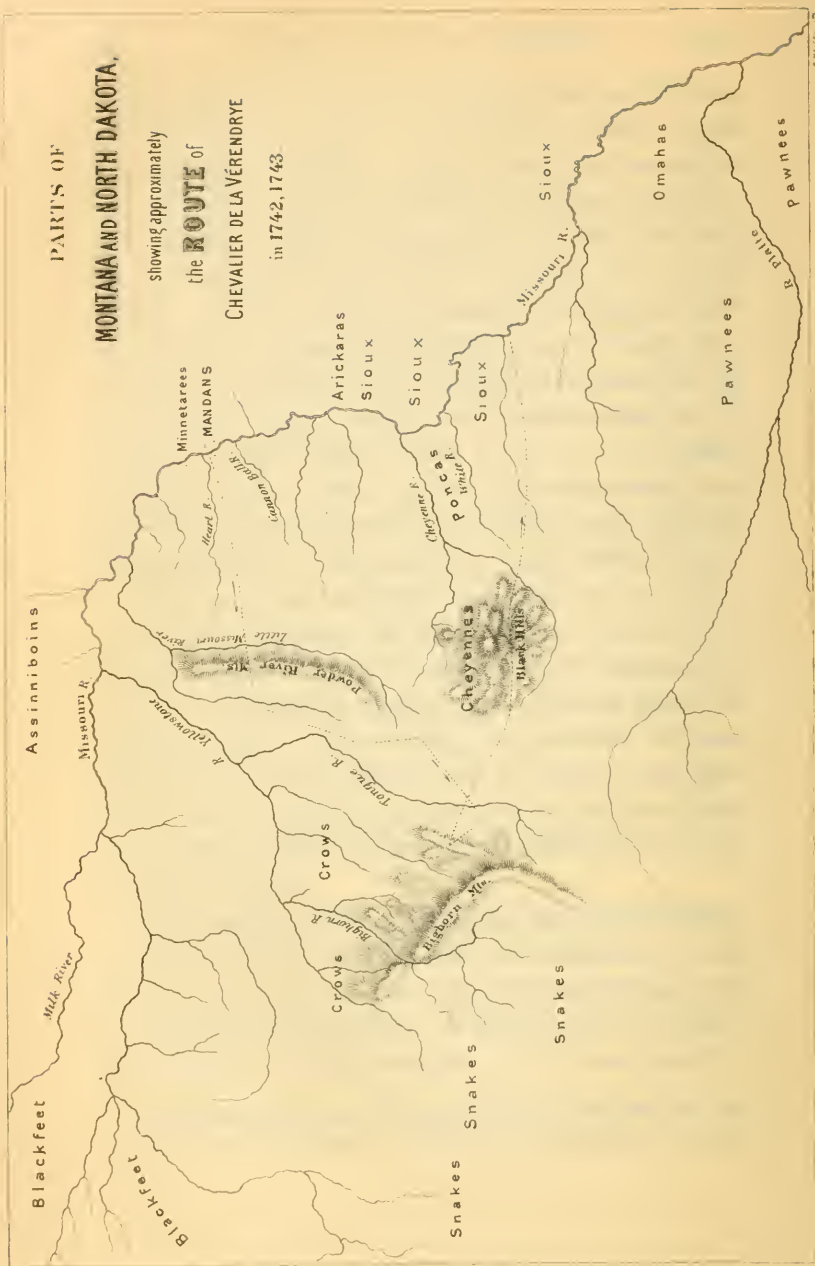 PARTS OF
MONTANA AND NORTH DAKOTA,
showing approximately
the ROUTE of
CHEVALIER DE LA VÉRENDRYE
in 1742, 1743.
Assinniboins
Missouri R.
Milk River
Blackfeet
Blackfeet
R Yellowstone
Minnetarees
MANDANS
Heart R.
Cannon Ball R.
Little Missouri River
Powder River Mts
Arickaras
Sioux
Sioux
Cheyenne R.
Poncas
White R.
Sioux
Missouri R.
Sioux
Omahas
R. Platte
Pawnees
Pawnees
Cheyennes
Black Hills
Tongue R.
Crows
Bighorn R
Crows
Bighorn Mts.
Snakes
Snakes
Snakes